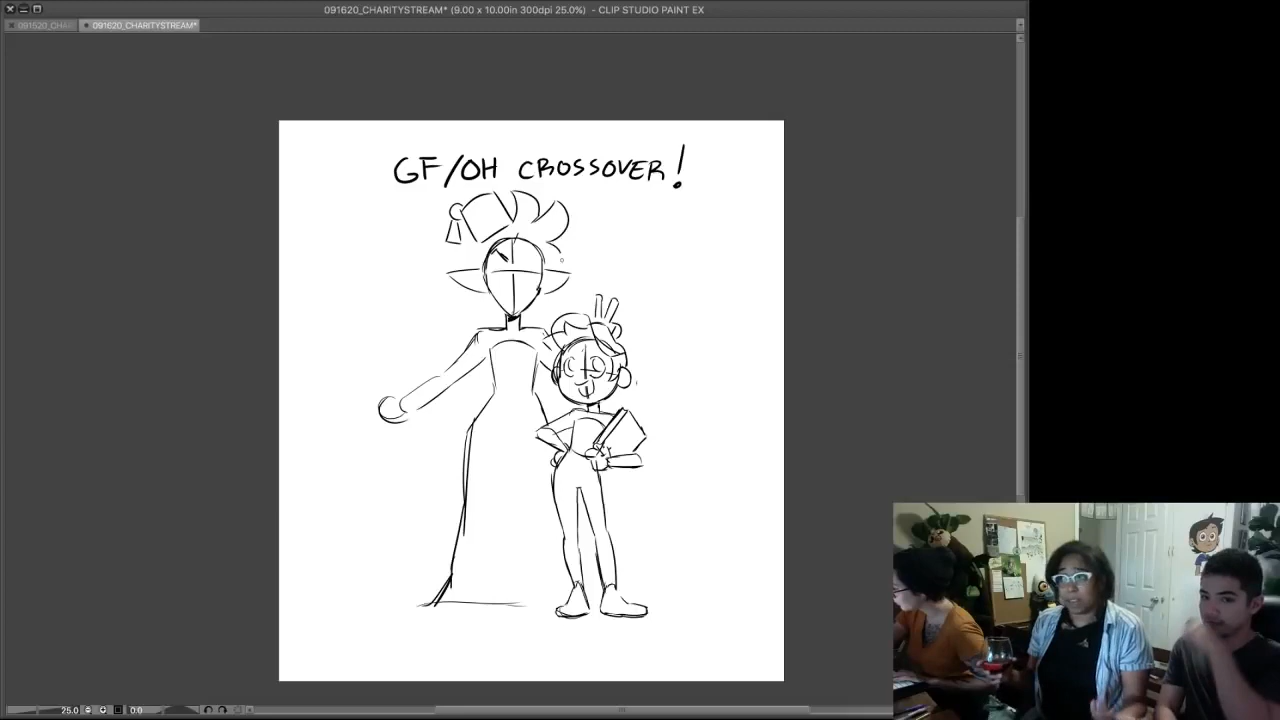 091620_CHARITYSTREAM* (9.00 x 10.00in 300dpi 25.0%) - CLIP STUDIO PAINT EX
091520_CHA 091620_CHARITYSTREAM*
GF/OH CROSSOVER!
25.0 0.0